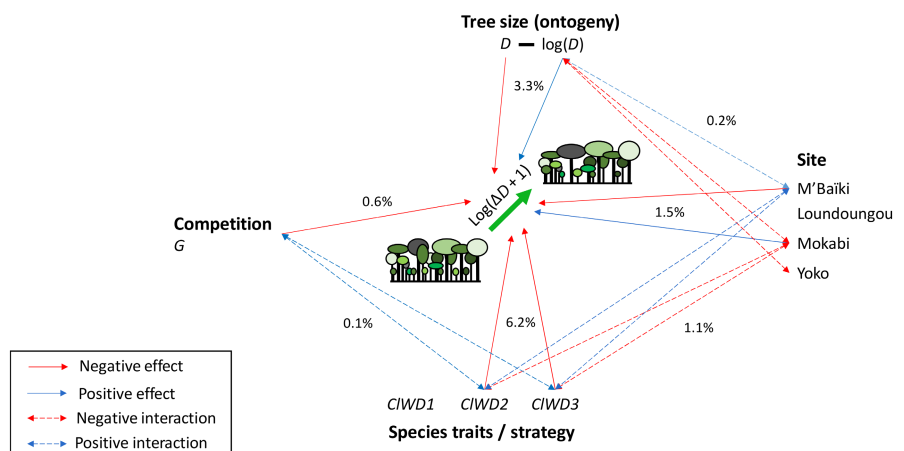 Tree size (ontogeny)
D — log(D)
3.3%
0.2%
Site
M'Baïki
Loundoungou
Mokabi
Yoko
Log(ΔD + 1)
0.6%
1.5%
Competition
G
0.1%
6.2%
1.1%
ClWD1 ClWD2 ClWD3
Species traits / strategy
Negative effect
Positive effect
Negative interaction
Positive interaction